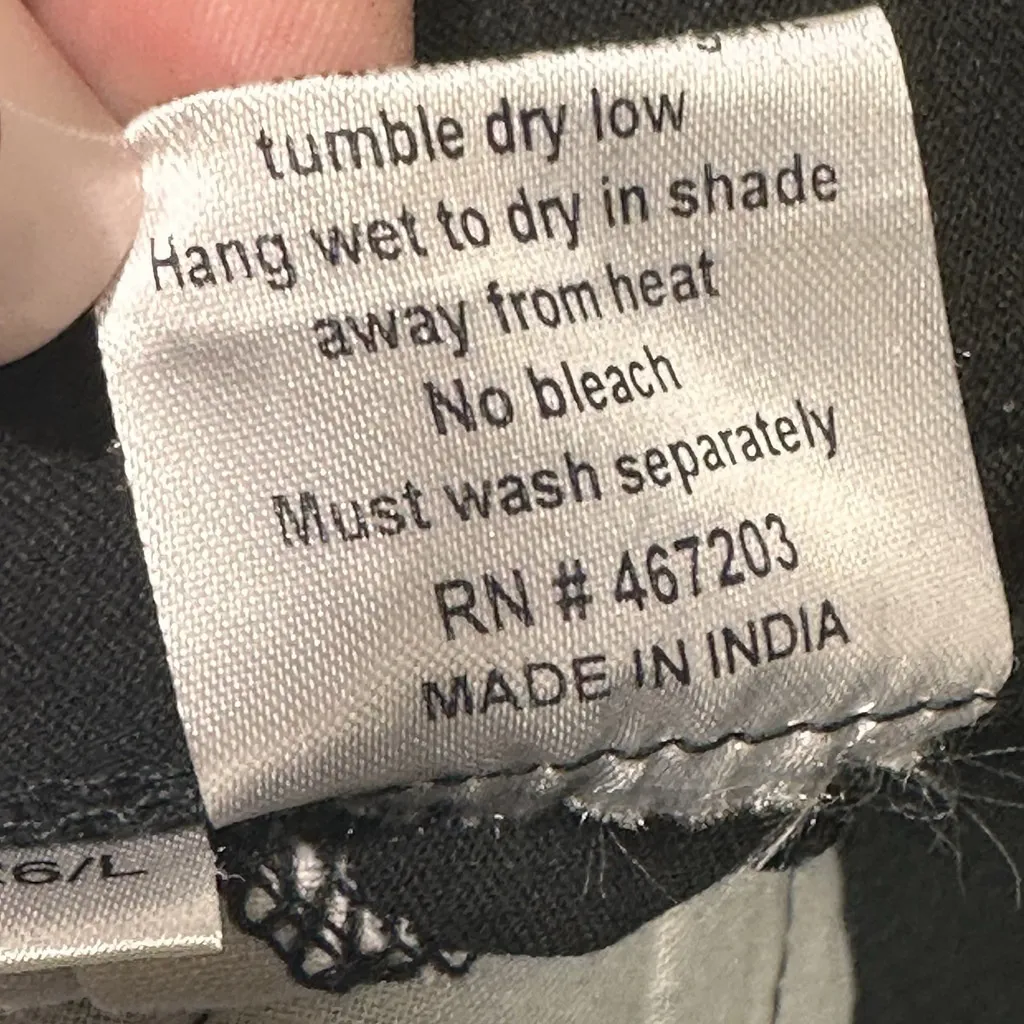 tumble dry low
Hang wet to dry in shade
away from heat
No bleach
Must wash separately
RN # 467203
MADE IN INDIA
6/L